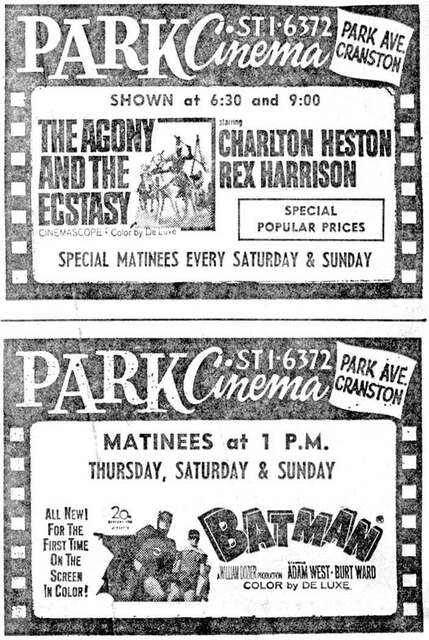 PARK Cinema
ST 1-6372
PARK AVE.
CRANSTON
SHOWN at 6:30 and 9:00
THE AGONY
AND THE
ECSTASY
starring
CHARLTON HESTON
REX HARRISON
CINEMASCOPE • Color by De Luxe
SPECIAL
POPULAR PRICES
SPECIAL MATINEES EVERY SATURDAY & SUNDAY
PARK Cinema
ST 1-6372
PARK AVE.
CRANSTON
MATINEES at 1 P.M.
THURSDAY, SATURDAY & SUNDAY
ALL NEW!
FOR THE
FIRST TIME
ON THE
SCREEN
IN COLOR!
20
presents
BATMAN
WILLIAM DOZIER PRODUCTION
starring
ADAM WEST • BURT WARD
COLOR by DE LUXE